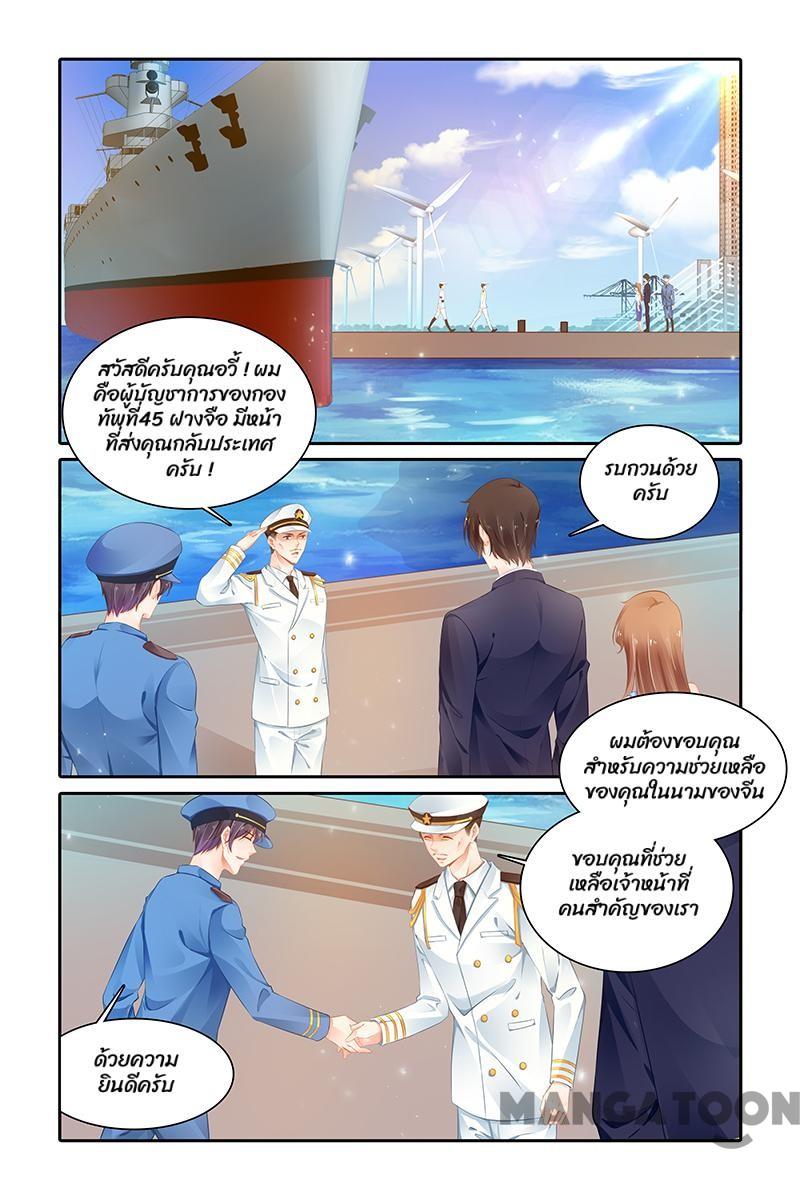 สวัสดีครับคุณอวี้ ! ผม
คือผู้บัญชาการของกอง
ทัพที่45 ฝางจือ มีหน้า
ที่ส่งคุณกลับประเทศ
ครับ !
รบกวนด้วย
ครับ
ผมต้องขอบคุณ
สำหรับความช่วยเหลือ
ของคุณในนามของจีน
ขอบคุณที่ช่วย
เหลือเจ้าหน้าที่
คนสำคัญของเรา
ด้วยความ
ยินดีครับ
MANGATOON